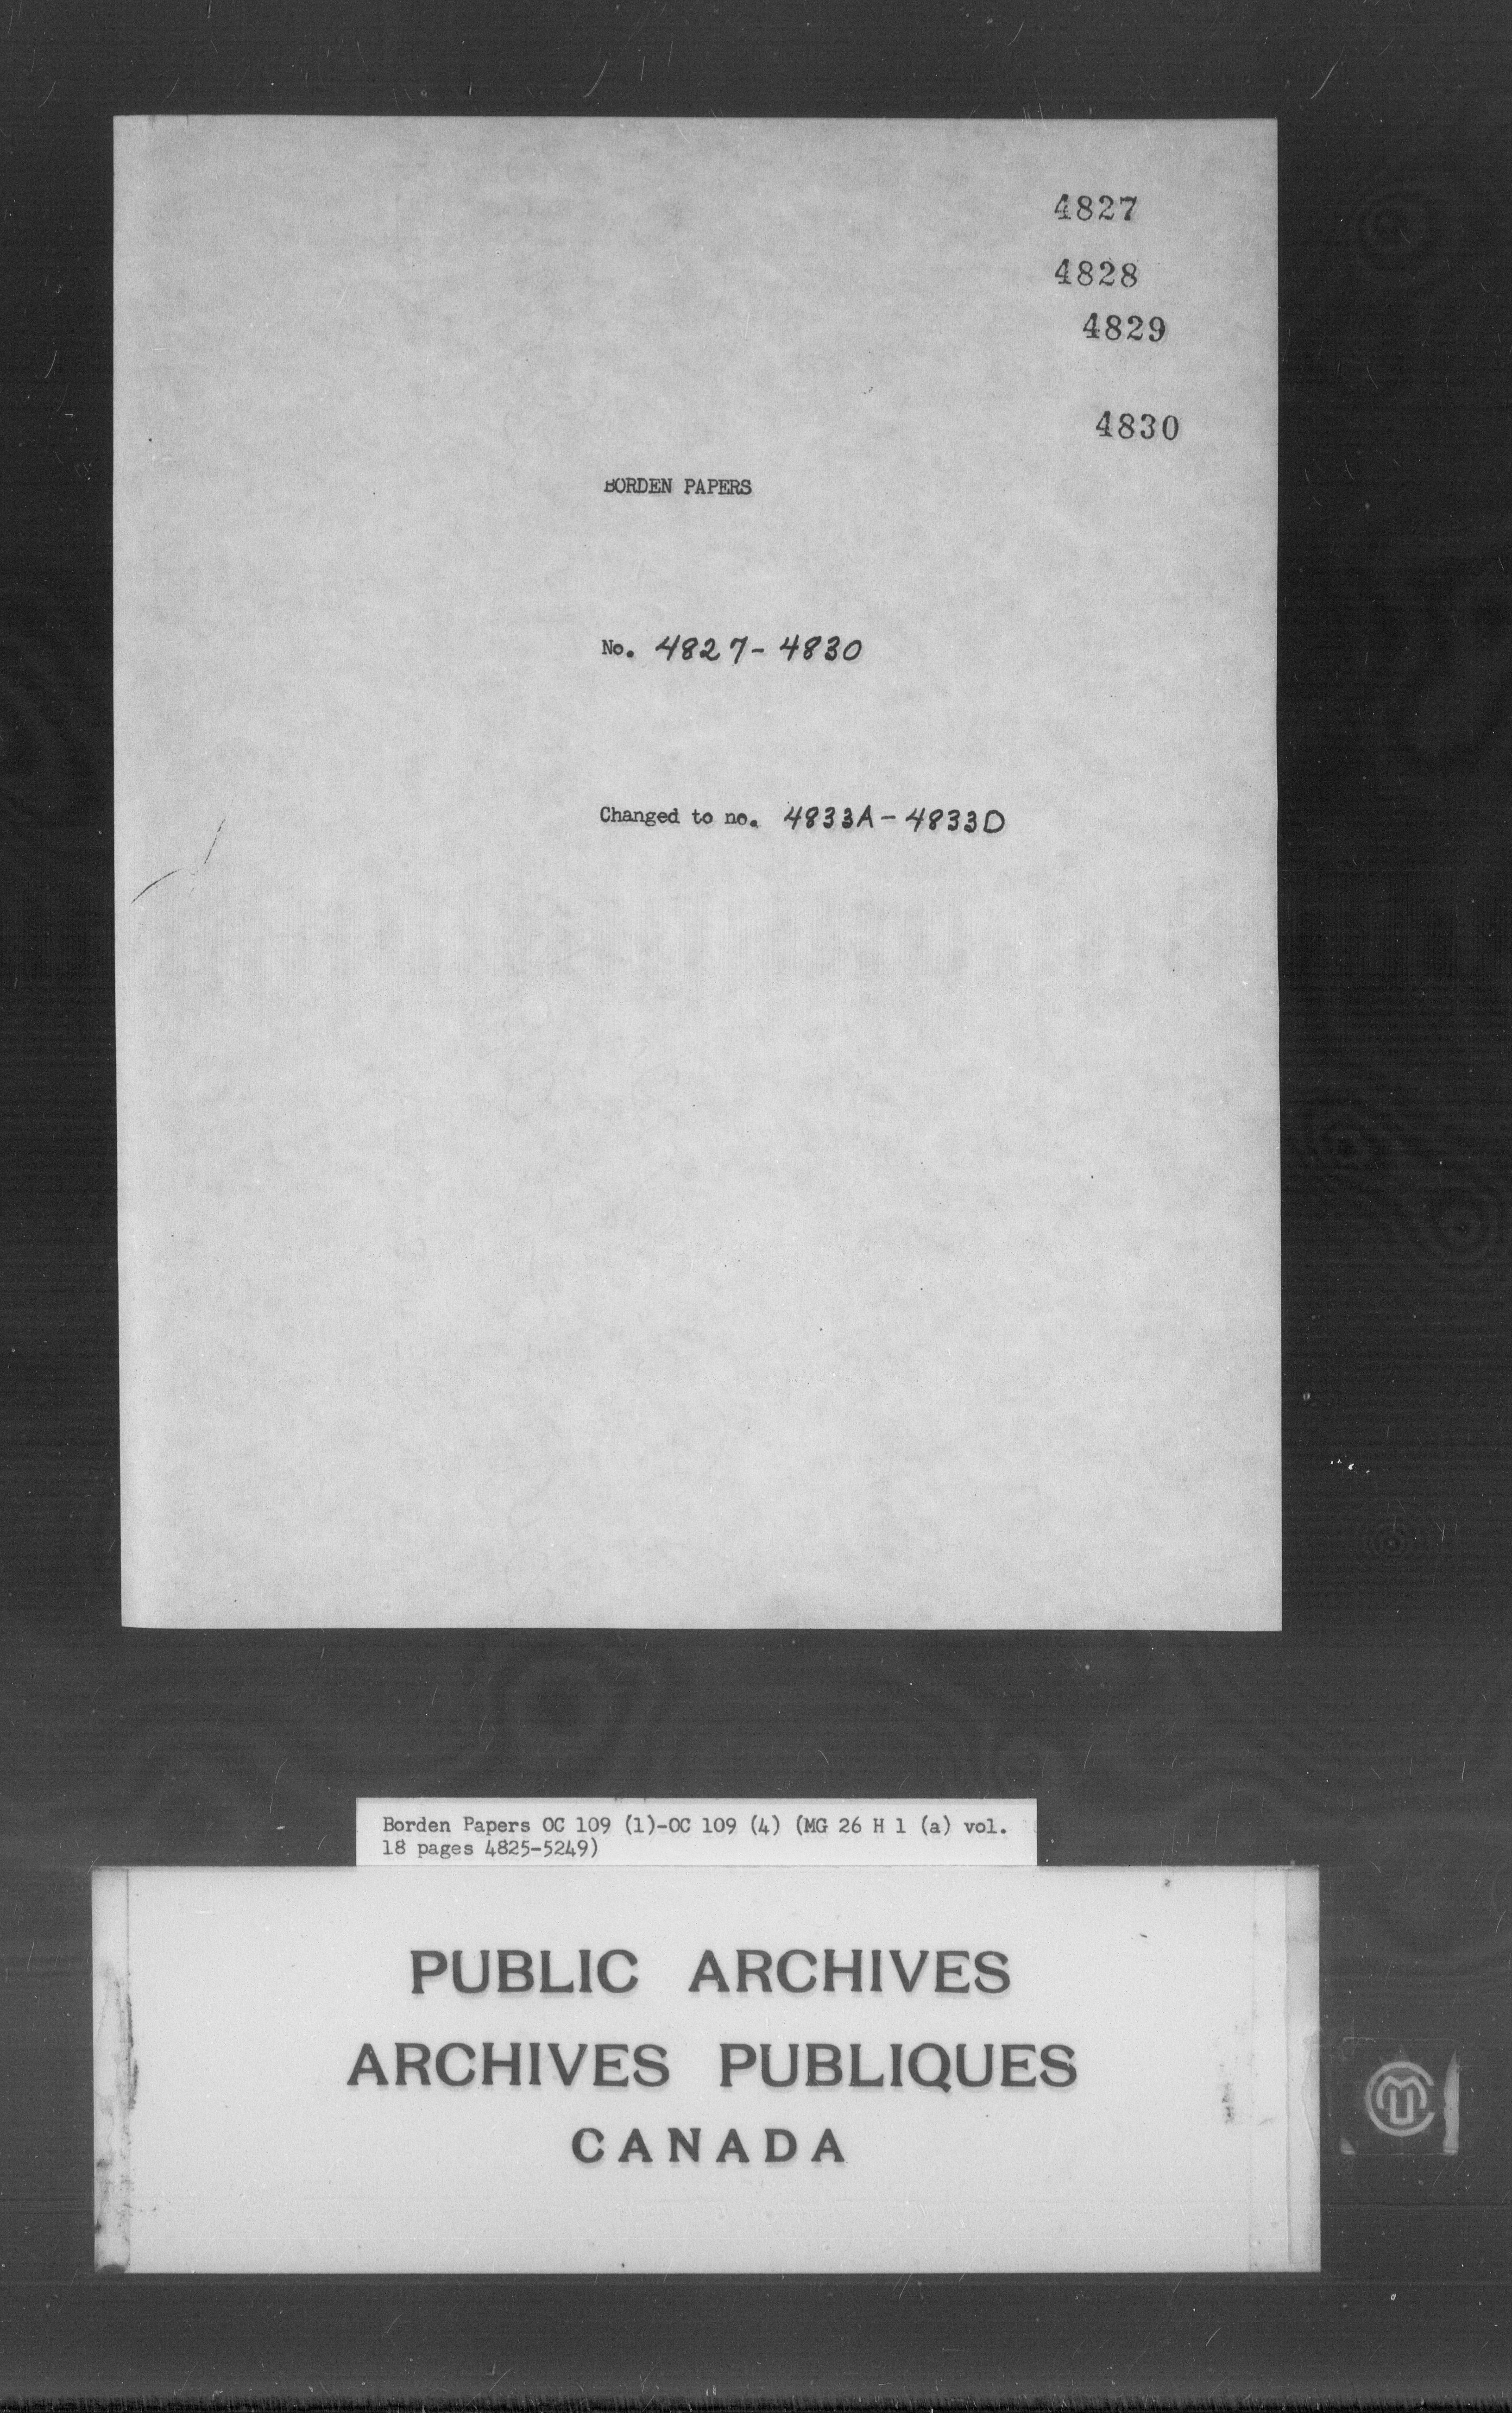 4827
4828
4829
4830
BORDEN PAPERS
No. 4827-4830
Changed to no. 4833A-4833D
Borden Papers OC 109 (1)-OC 109 (4) (MG 26 H 1 (a) vol.
18 pages 4825-5249)
PUBLIC ARCHIVES
ARCHIVES PUBLIQUES
CANADA